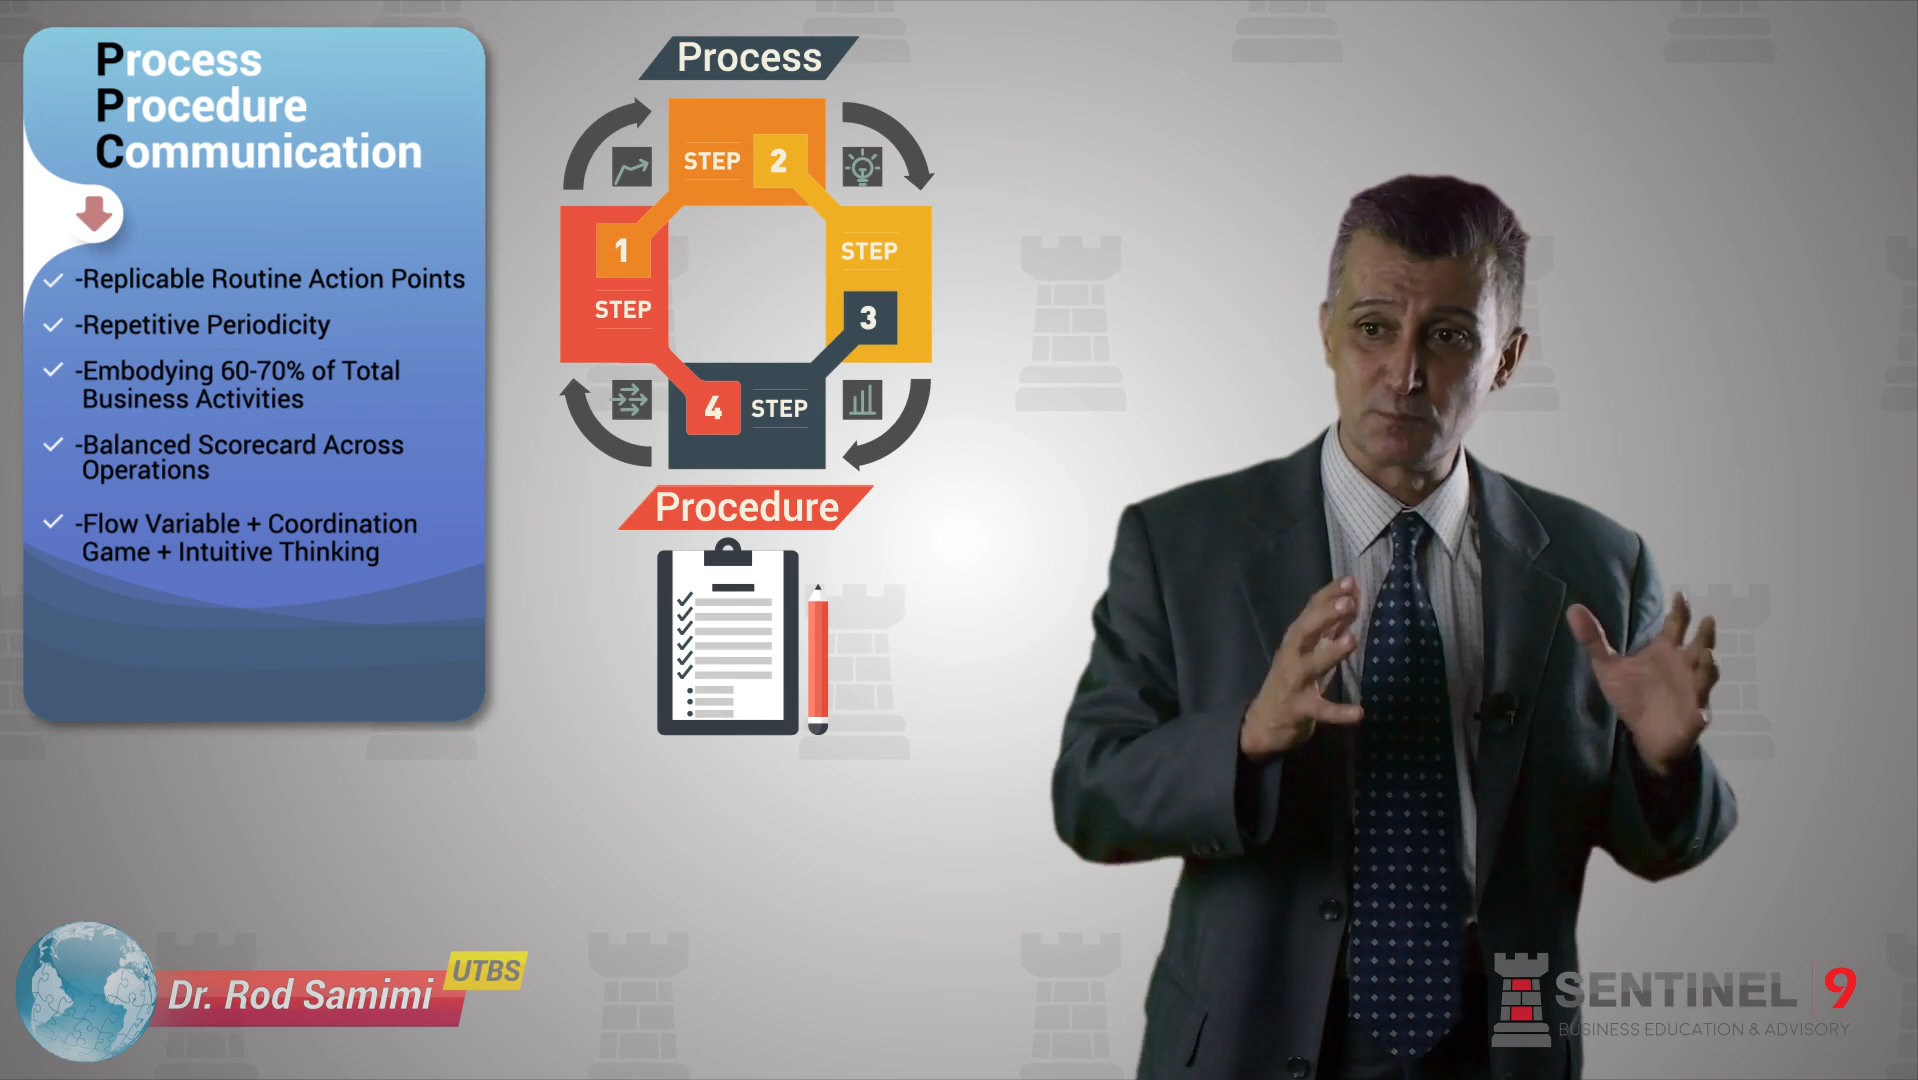 Process
Procedure
Communication
-Replicable Routine Action Points
-Repetitive Periodicity
-Embodying 60-70% of Total
Business Activities
-Balanced Scorecard Across
Operations
-Flow Variable + Coordination
Game + Intuitive Thinking
Process
STEP 2
1
STEP
STEP
3
4 STEP
Procedure
Dr. Rod Samimi
UTBS
SENTINEL 9
BUSINESS EDUCATION & ADVISORY